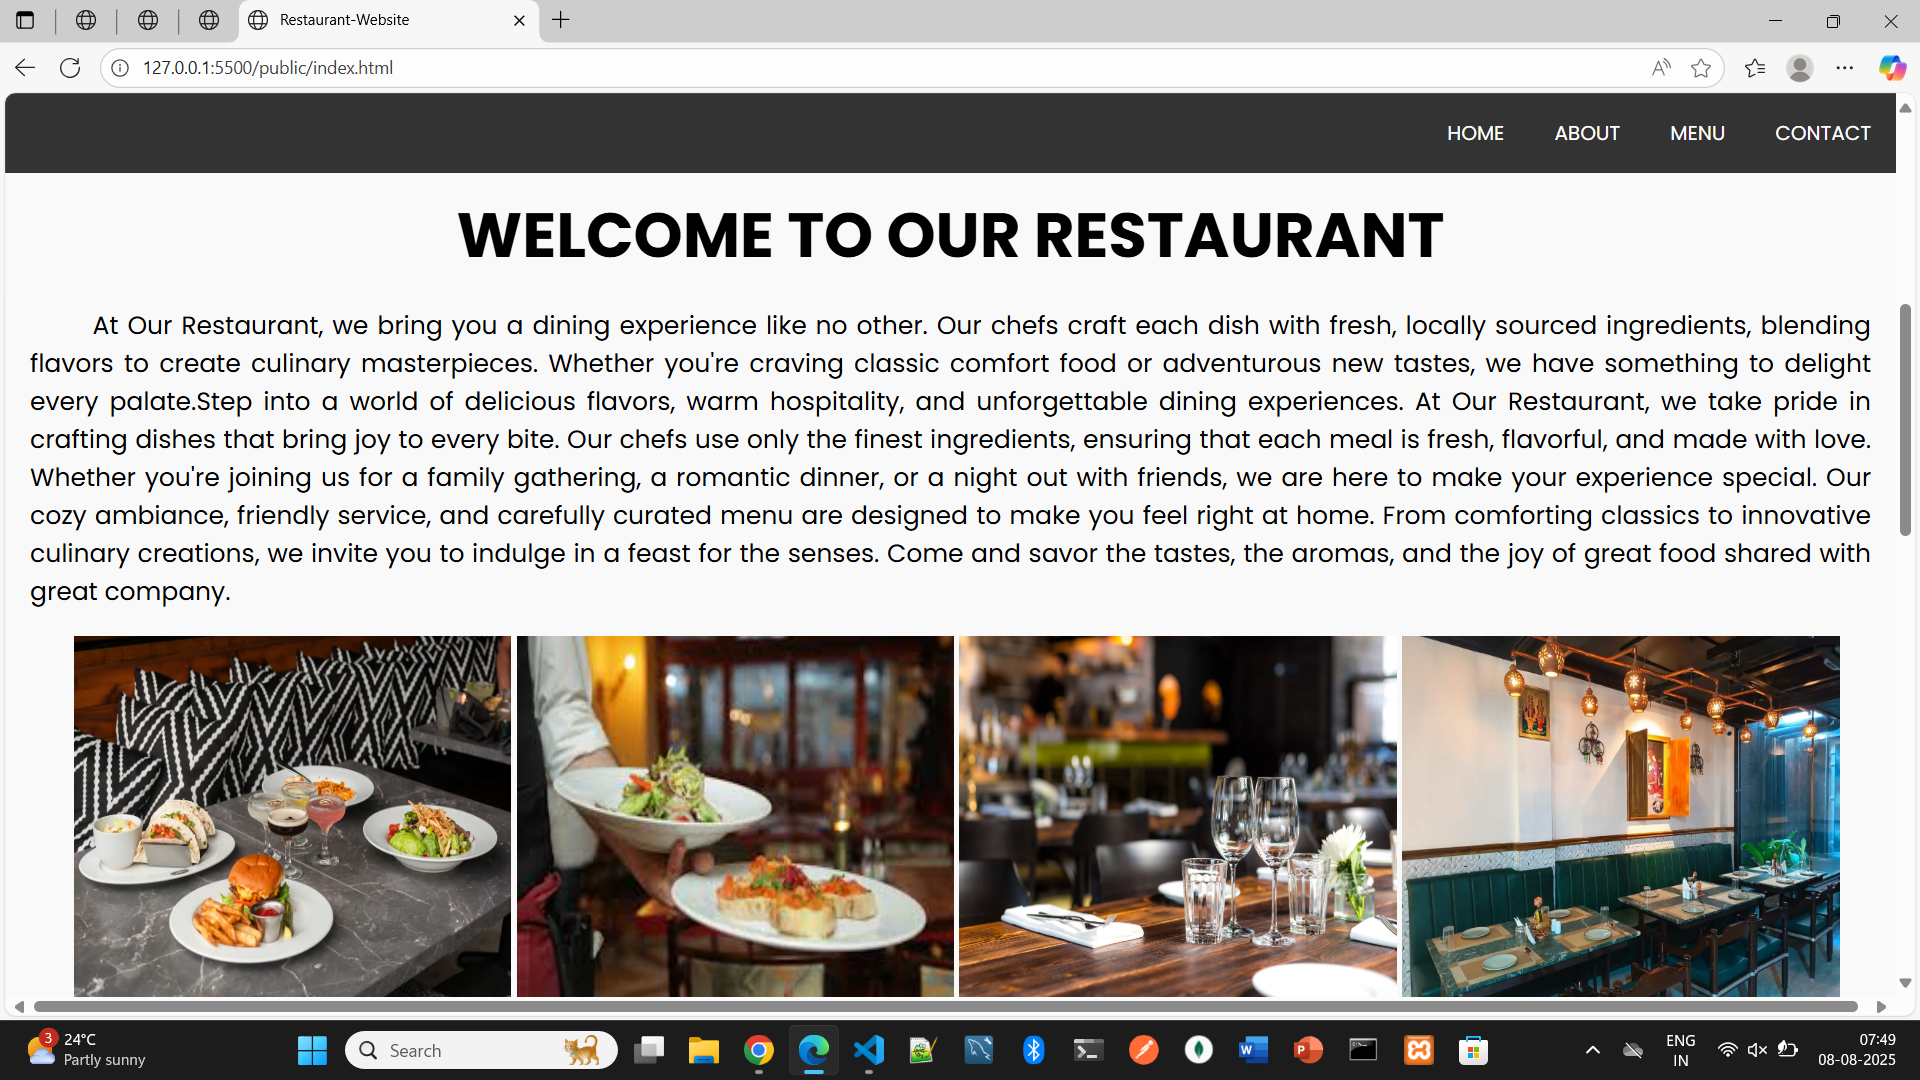 Restaurant-Website
127.0.0.1:5500/public/index.html
HOME ABOUT MENU CONTACT
WELCOME TO OUR RESTAURANT
At Our Restaurant, we bring you a dining experience like no other. Our chefs craft each dish with fresh, locally sourced ingredients, blending
flavors to create culinary masterpieces. Whether you're craving classic comfort food or adventurous new tastes, we have something to delight
every palate.Step into a world of delicious flavors, warm hospitality, and unforgettable dining experiences. At Our Restaurant, we take pride in
crafting dishes that bring joy to every bite. Our chefs use only the finest ingredients, ensuring that each meal is fresh, flavorful, and made with love.
Whether you're joining us for a family gathering, a romantic dinner, or a night out with friends, we are here to make your experience special. Our
cozy ambiance, friendly service, and carefully curated menu are designed to make you feel right at home. From comforting classics to innovative
culinary creations, we invite you to indulge in a feast for the senses. Come and savor the tastes, the aromas, and the joy of great food shared with
great company.
3
24°C
Partly sunny
Search
ENG
IN
07:49
08-08-2025